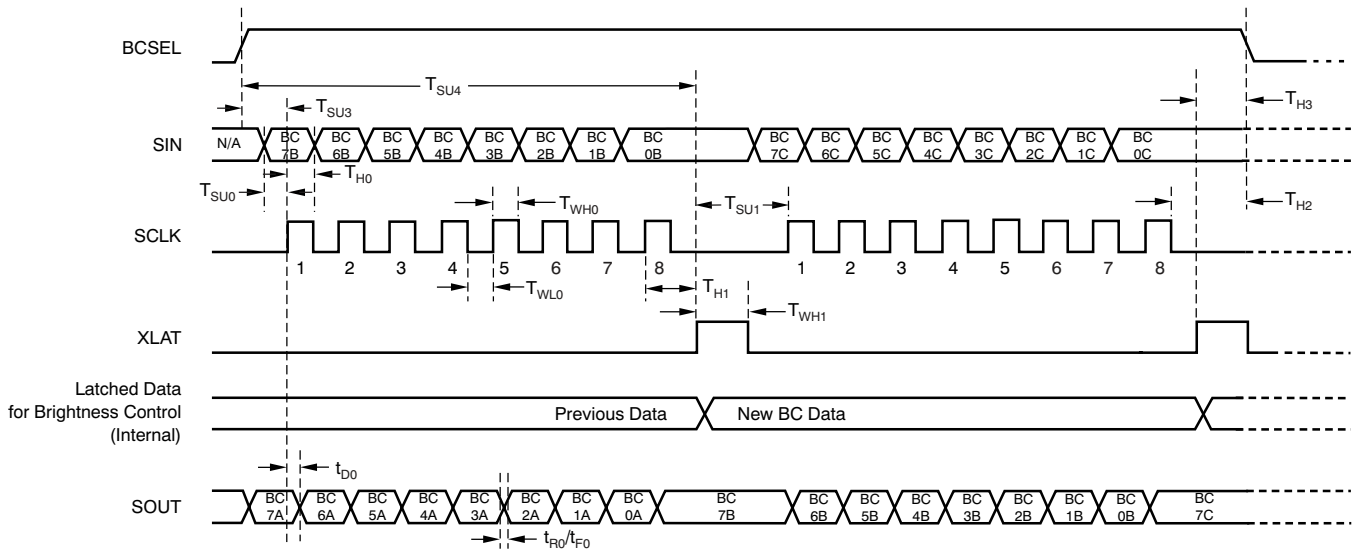 BCSEL
T_SU4
T_SU3
T_H3
SIN
N/A
BC 7B
BC 6B
BC 5B
BC 4B
BC 3B
BC 2B
BC 1B
BC 0B
BC 7C
BC 6C
BC 5C
BC 4C
BC 3C
BC 2C
BC 1C
BC 0C
T_SU0
T_H0
T_WH0
T_SU1
T_H2
SCLK
1 2 3 4 5 6 7 8 1 2 3 4 5 6 7 8
T_WL0
T_H1
T_WH1
XLAT
Latched Data
for Brightness Control
(Internal)
Previous Data
New BC Data
t_D0
SOUT
BC 7A
BC 6A
BC 5A
BC 4A
BC 3A
BC 2A
BC 1A
BC 0A
BC 7B
BC 6B
BC 5B
BC 4B
BC 3B
BC 2B
BC 1B
BC 0B
BC 7C
t_R0/t_F0